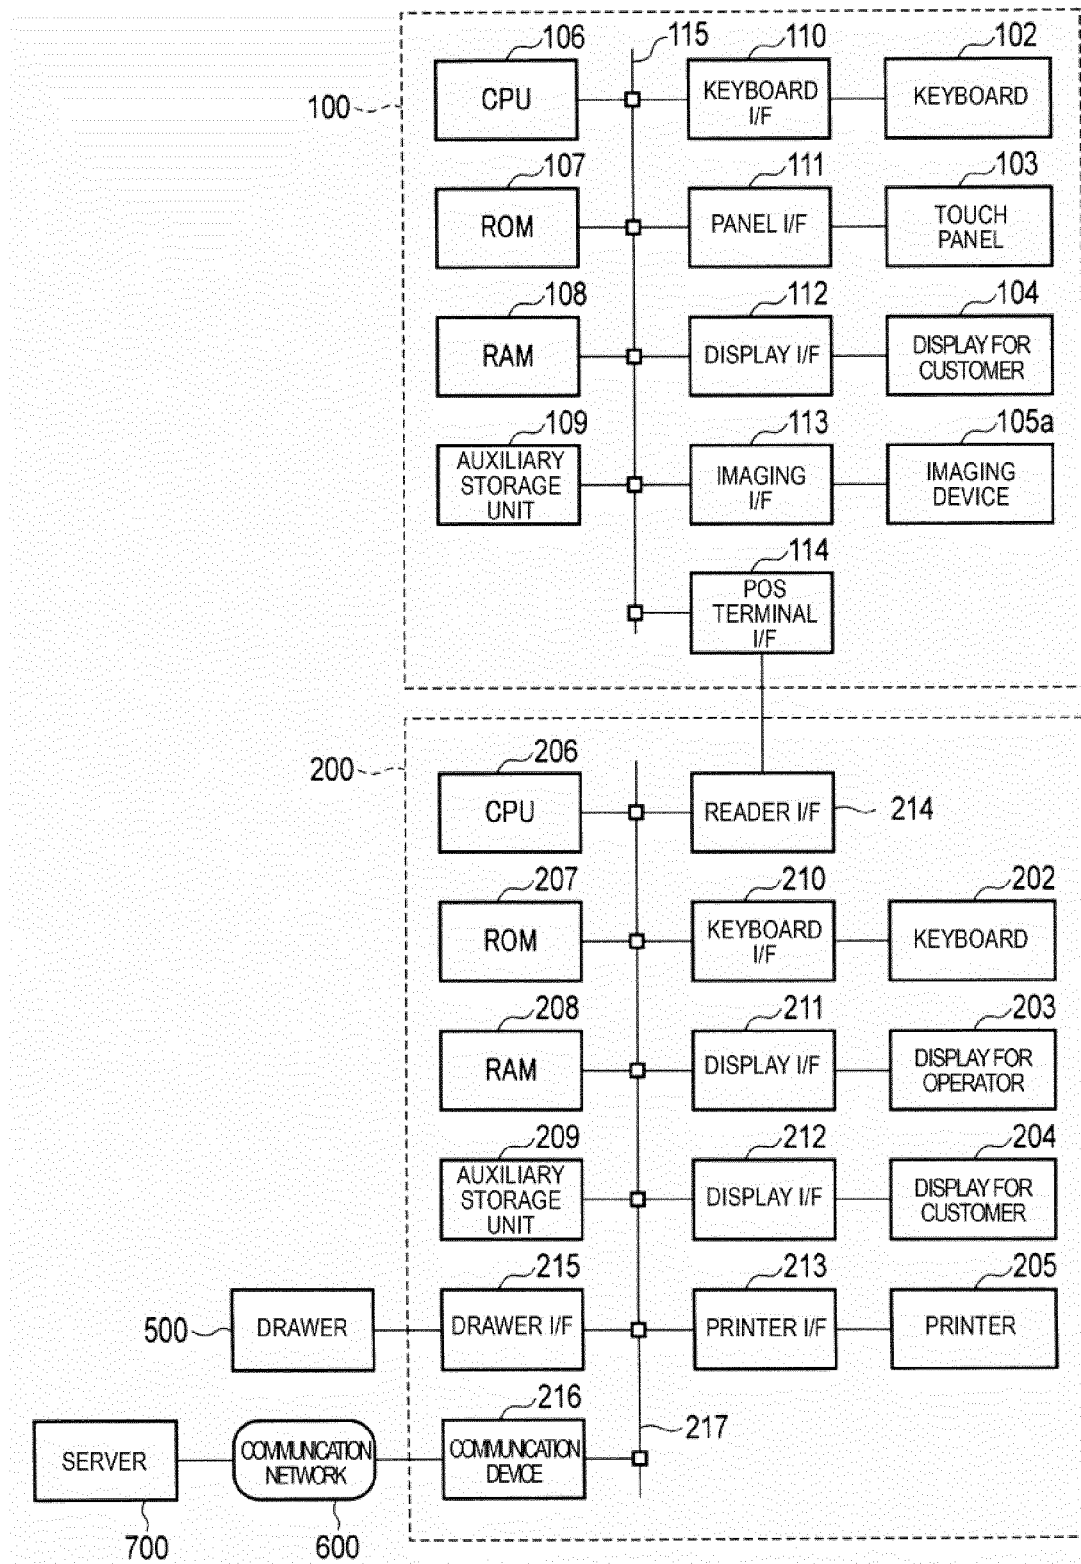 106
115
110
102
100
CPU
KEYBOARD
I/F
KEYBOARD
107
111
103
ROM
PANEL I/F
TOUCH
PANEL
108
112
104
RAM
DISPLAY I/F
DISPLAY FOR
CUSTOMER
109
113
105a
AUXILIARY
STORAGE
UNIT
IMAGING
I/F
IMAGING
DEVICE
114
POS
TERMINAL
I/F
200
206
CPU
READER I/F
214
207
210
202
ROM
KEYBOARD
I/F
KEYBOARD
208
211
203
RAM
DISPLAY I/F
DISPLAY FOR
OPERATOR
209
212
204
AUXILIARY
STORAGE
UNIT
DISPLAY I/F
DISPLAY FOR
CUSTOMER
215
213
205
500
DRAWER
DRAWER I/F
PRINTER I/F
PRINTER
216
217
SERVER
COMMUNICATION
NETWORK
COMMUNICATION
DEVICE
700
600